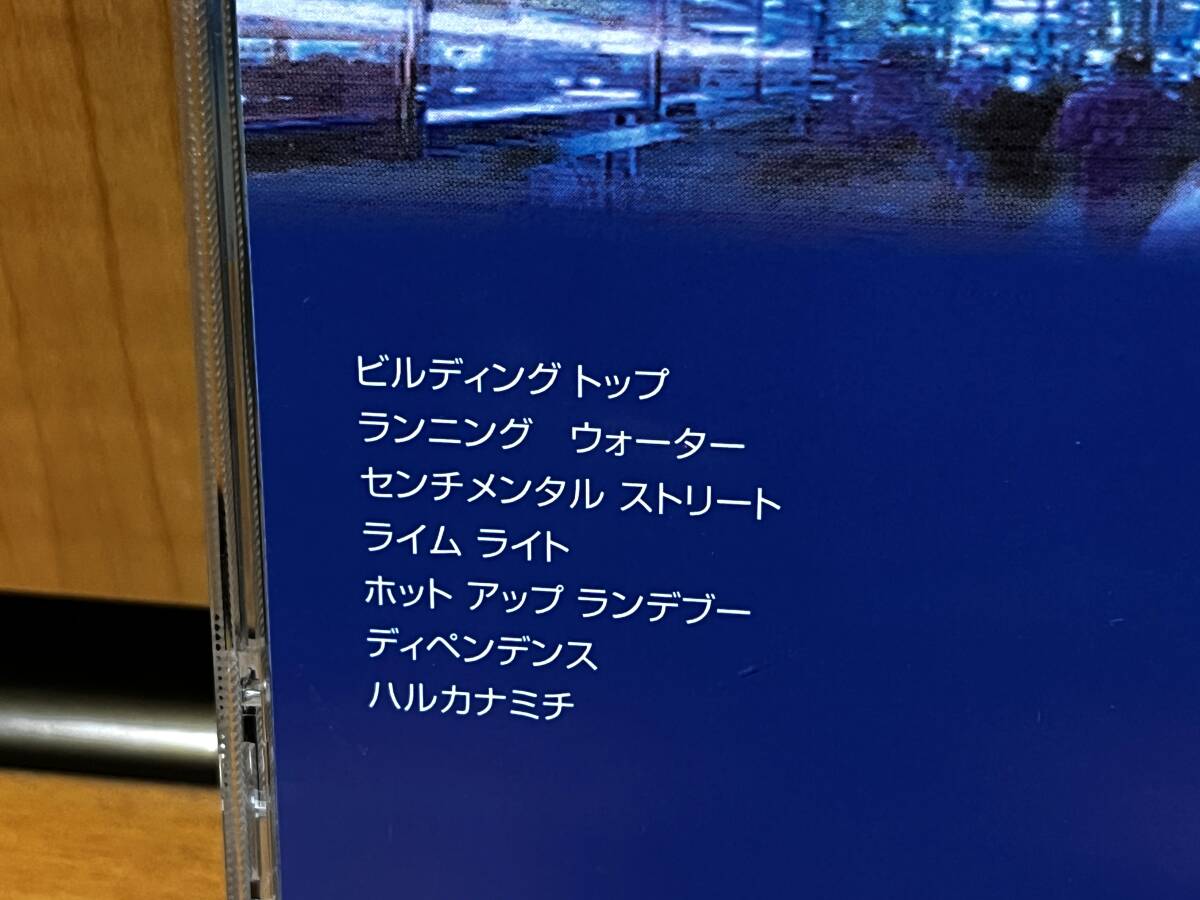 ビルディング トップ
ランニング　ウォーター
センチメンタル ストリート
ライム ライト
ホット アップ ランデブー
ディペンデンス
ハルカナミチ